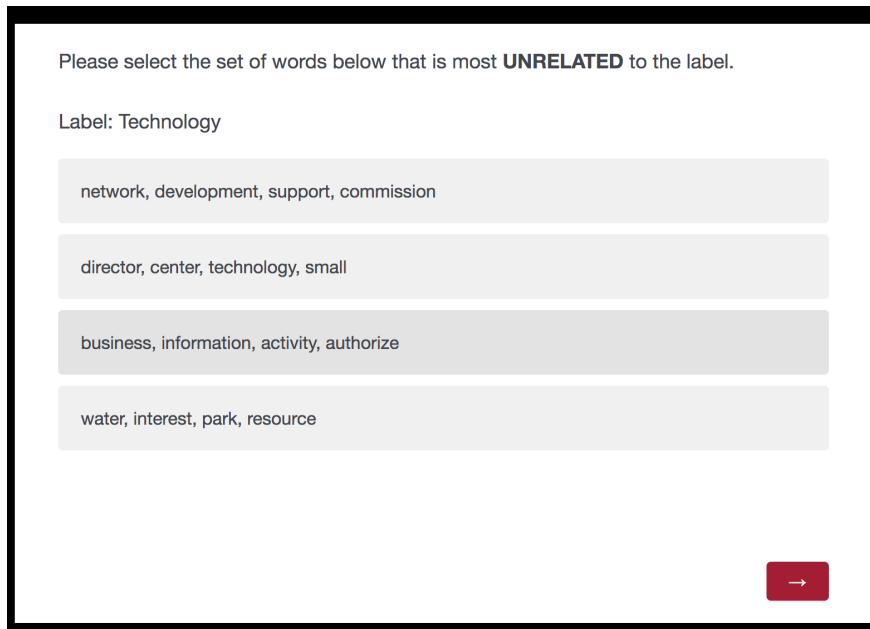 Please select the set of words below that is most UNRELATED to the label.
Label: Technology
network, development, support, commission
director, center, technology, small
business, information, activity, authorize
water, interest, park, resource
→